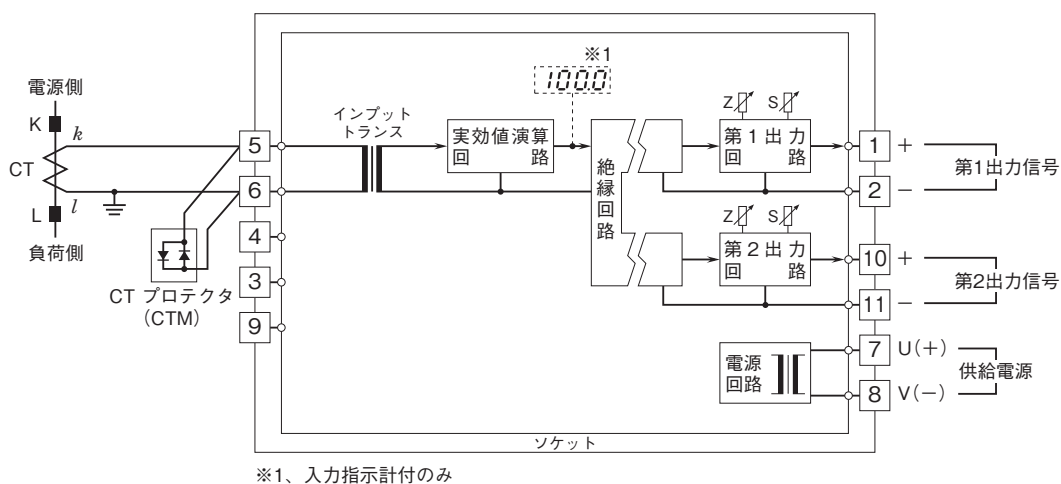 ※1
100.0
電源側
K
k
CT
L
l
負荷側
CT プロテクタ
(CTM)
5
6
4
3
9
インプット
トランス
実効値演算
回 路
絶縁回路
Z
S
第1出力
回 路
Z
S
第2出力
回 路
電源
回路
1
+
2
−
第1出力信号
10
+
11
−
第2出力信号
7
U(+)
8
V(−)
供給電源
ソケット
※1、入力指示計付のみ